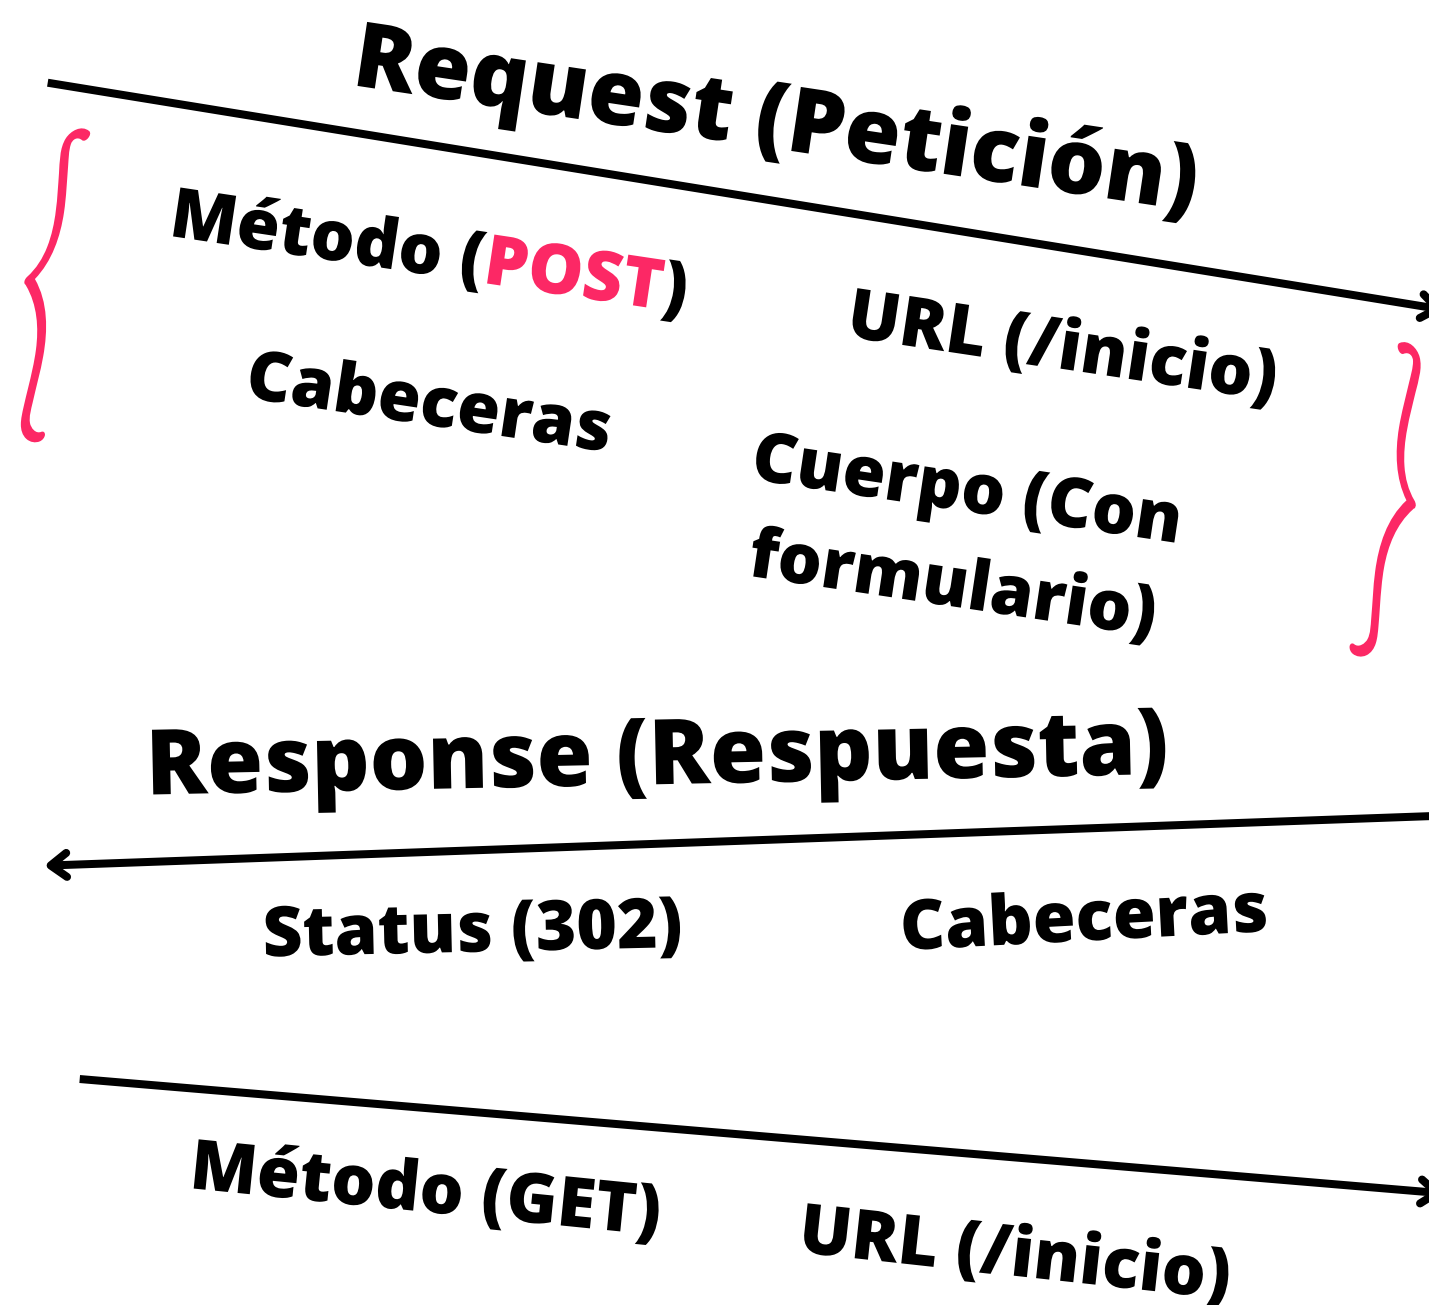 Request (Petición)
Método (POST)
URL (/inicio)
Cabeceras
Cuerpo (Con
formulario)
Response (Respuesta)
Status (302)
Cabeceras
Método (GET)
URL (/inicio)